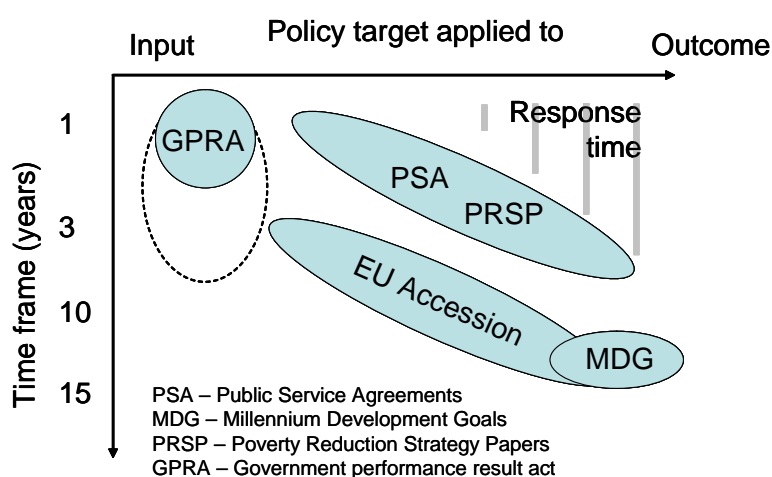 Policy target applied to
Input
Outcome
Time frame (years)
1
3
10
15
GPRA
Response
time
PSA
PRSP
EU Accession
MDG
PSA – Public Service Agreements
MDG – Millennium Development Goals
PRSP – Poverty Reduction Strategy Papers
GPRA – Government performance result act